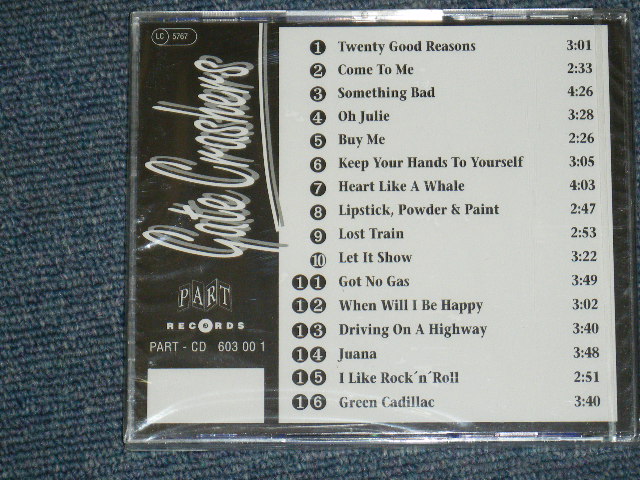 LC 5767
Gate Crashers
PART
RECORDS
PART - CD 603 00 1
1 Twenty Good Reasons 3:01
2 Come To Me 2:33
3 Something Bad 4:26
4 Oh Julie 3:28
5 Buy Me 2:26
6 Keep Your Hands To Yourself 3:05
7 Heart Like A Whale 4:03
8 Lipstick, Powder & Paint 2:47
9 Lost Train 2:53
10 Let It Show 3:22
11 Got No Gas 3:49
12 When Will I Be Happy 3:02
13 Driving On A Highway 3:40
14 Juana 3:48
15 I Like Rock´n´Roll 2:51
16 Green Cadillac 3:40